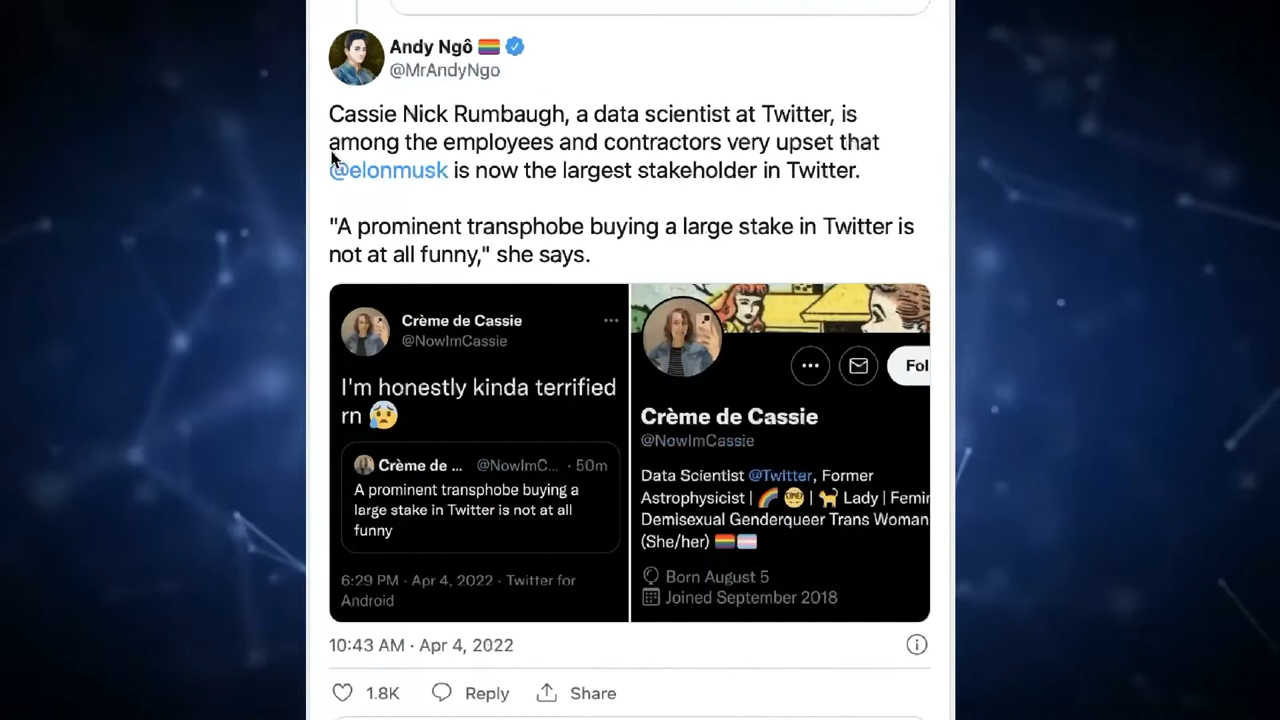 Andy Ngô
@MrAndyNgo
Cassie Nick Rumbaugh, a data scientist at Twitter, is
among the employees and contractors very upset that
@elonmusk is now the largest stakeholder in Twitter.
"A prominent transphobe buying a large stake in Twitter is
not at all funny," she says.
Crème de Cassie
@NowImCassie
I'm honestly kinda terrified
rn 😰
Crème de ... @NowImC... · 50m
A prominent transphobe buying a
large stake in Twitter is not at all
funny
6:29 PM · Apr 4, 2022 · Twitter for
Android
Fol
Crème de Cassie
@NowImCassie
Data Scientist @TwItter, Former
Astrophysicist | 🌈 🤓 | 🐈 Lady | Femin
Demisexual Genderqueer Trans Woman
(She/her)
Born August 5
Joined September 2018
10:43 AM · Apr 4, 2022
1.8K Reply Share